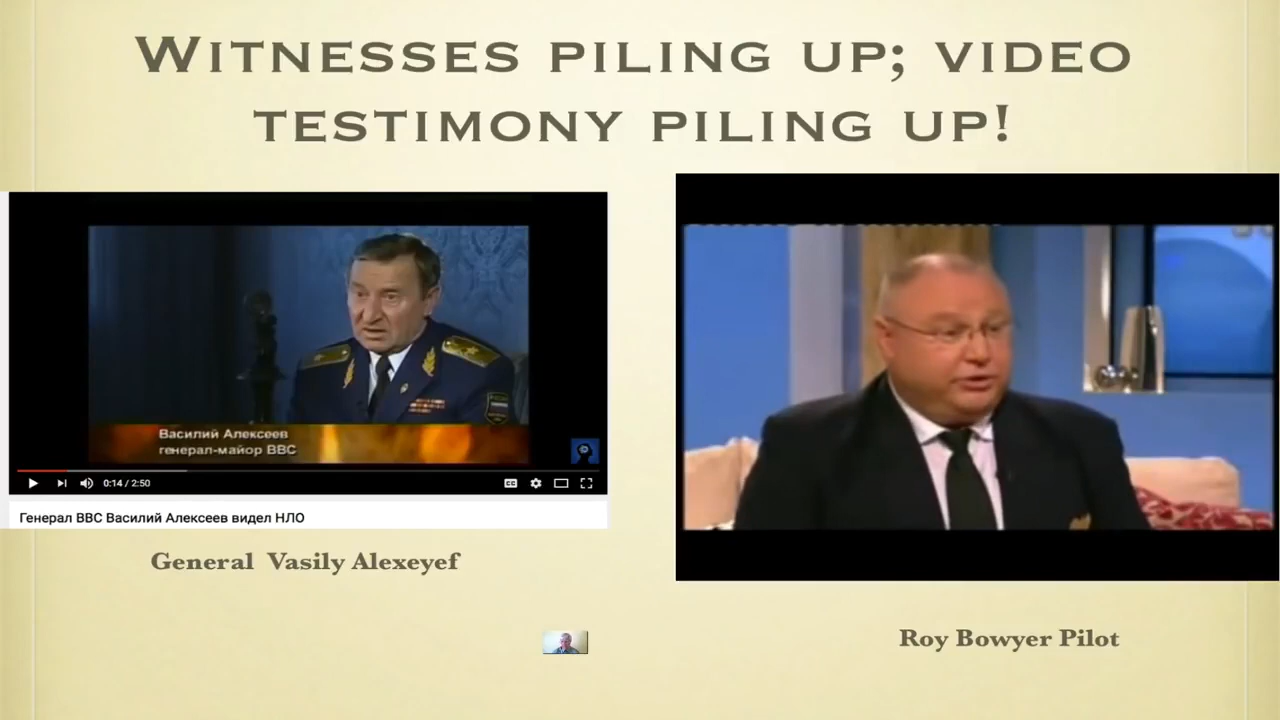 Witnesses piling up; video
testimony piling up!
Василий Алексеев
генерал-майор ВВС
0:14 / 2:50
Генерал ВВС Василий Алексеев видел НЛО
General Vasily Alexeyef
Roy Bowyer Pilot